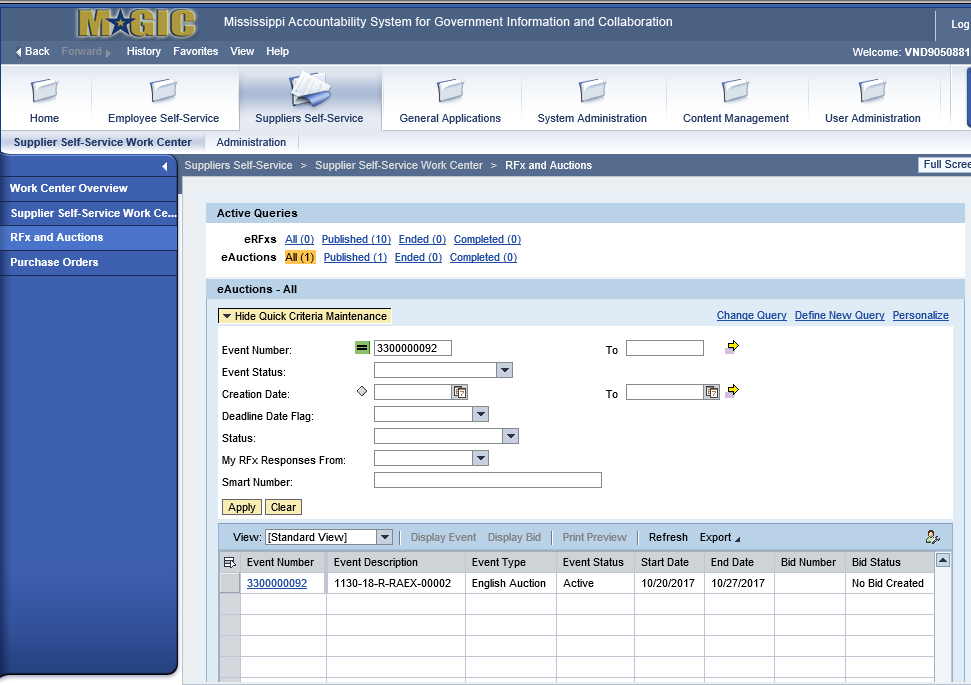 MAGIC Mississippi Accountability System for Government Information and Collaboration Log
Back Forward History Favorites View Help Welcome: VND9050881
Home Employee Self-Service Suppliers Self-Service General Applications System Administration Content Management User Administration
Supplier Self-Service Work Center Administration
Suppliers Self-Service > Supplier Self-Service Work Center > RFx and Auctions Full Scree
Work Center Overview
Supplier Self-Service Work Ce...
RFx and Auctions
Purchase Orders
Active Queries
eRFxs All (0) Published (10) Ended (0) Completed (0)
eAuctions All (1) Published (1) Ended (0) Completed (0)
eAuctions - All
Hide Quick Criteria Maintenance Change Query Define New Query Personalize
Event Number: 3300000092 To
Event Status:
Creation Date: To
Deadline Date Flag:
Status:
My RFx Responses From:
Smart Number:
Apply Clear
View: [Standard View] Display Event Display Bid Print Preview Refresh Export
Event Number Event Description Event Type Event Status Start Date End Date Bid Number Bid Status
3300000092 1130-18-R-RAEX-00002 English Auction Active 10/20/2017 10/27/2017 No Bid Created